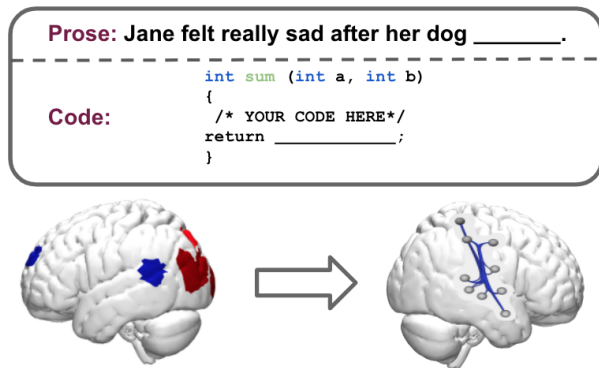 Prose: Jane felt really sad after her dog _______.
Code:
int sum (int a, int b)
{
/* YOUR CODE HERE*/
return ____________;
}